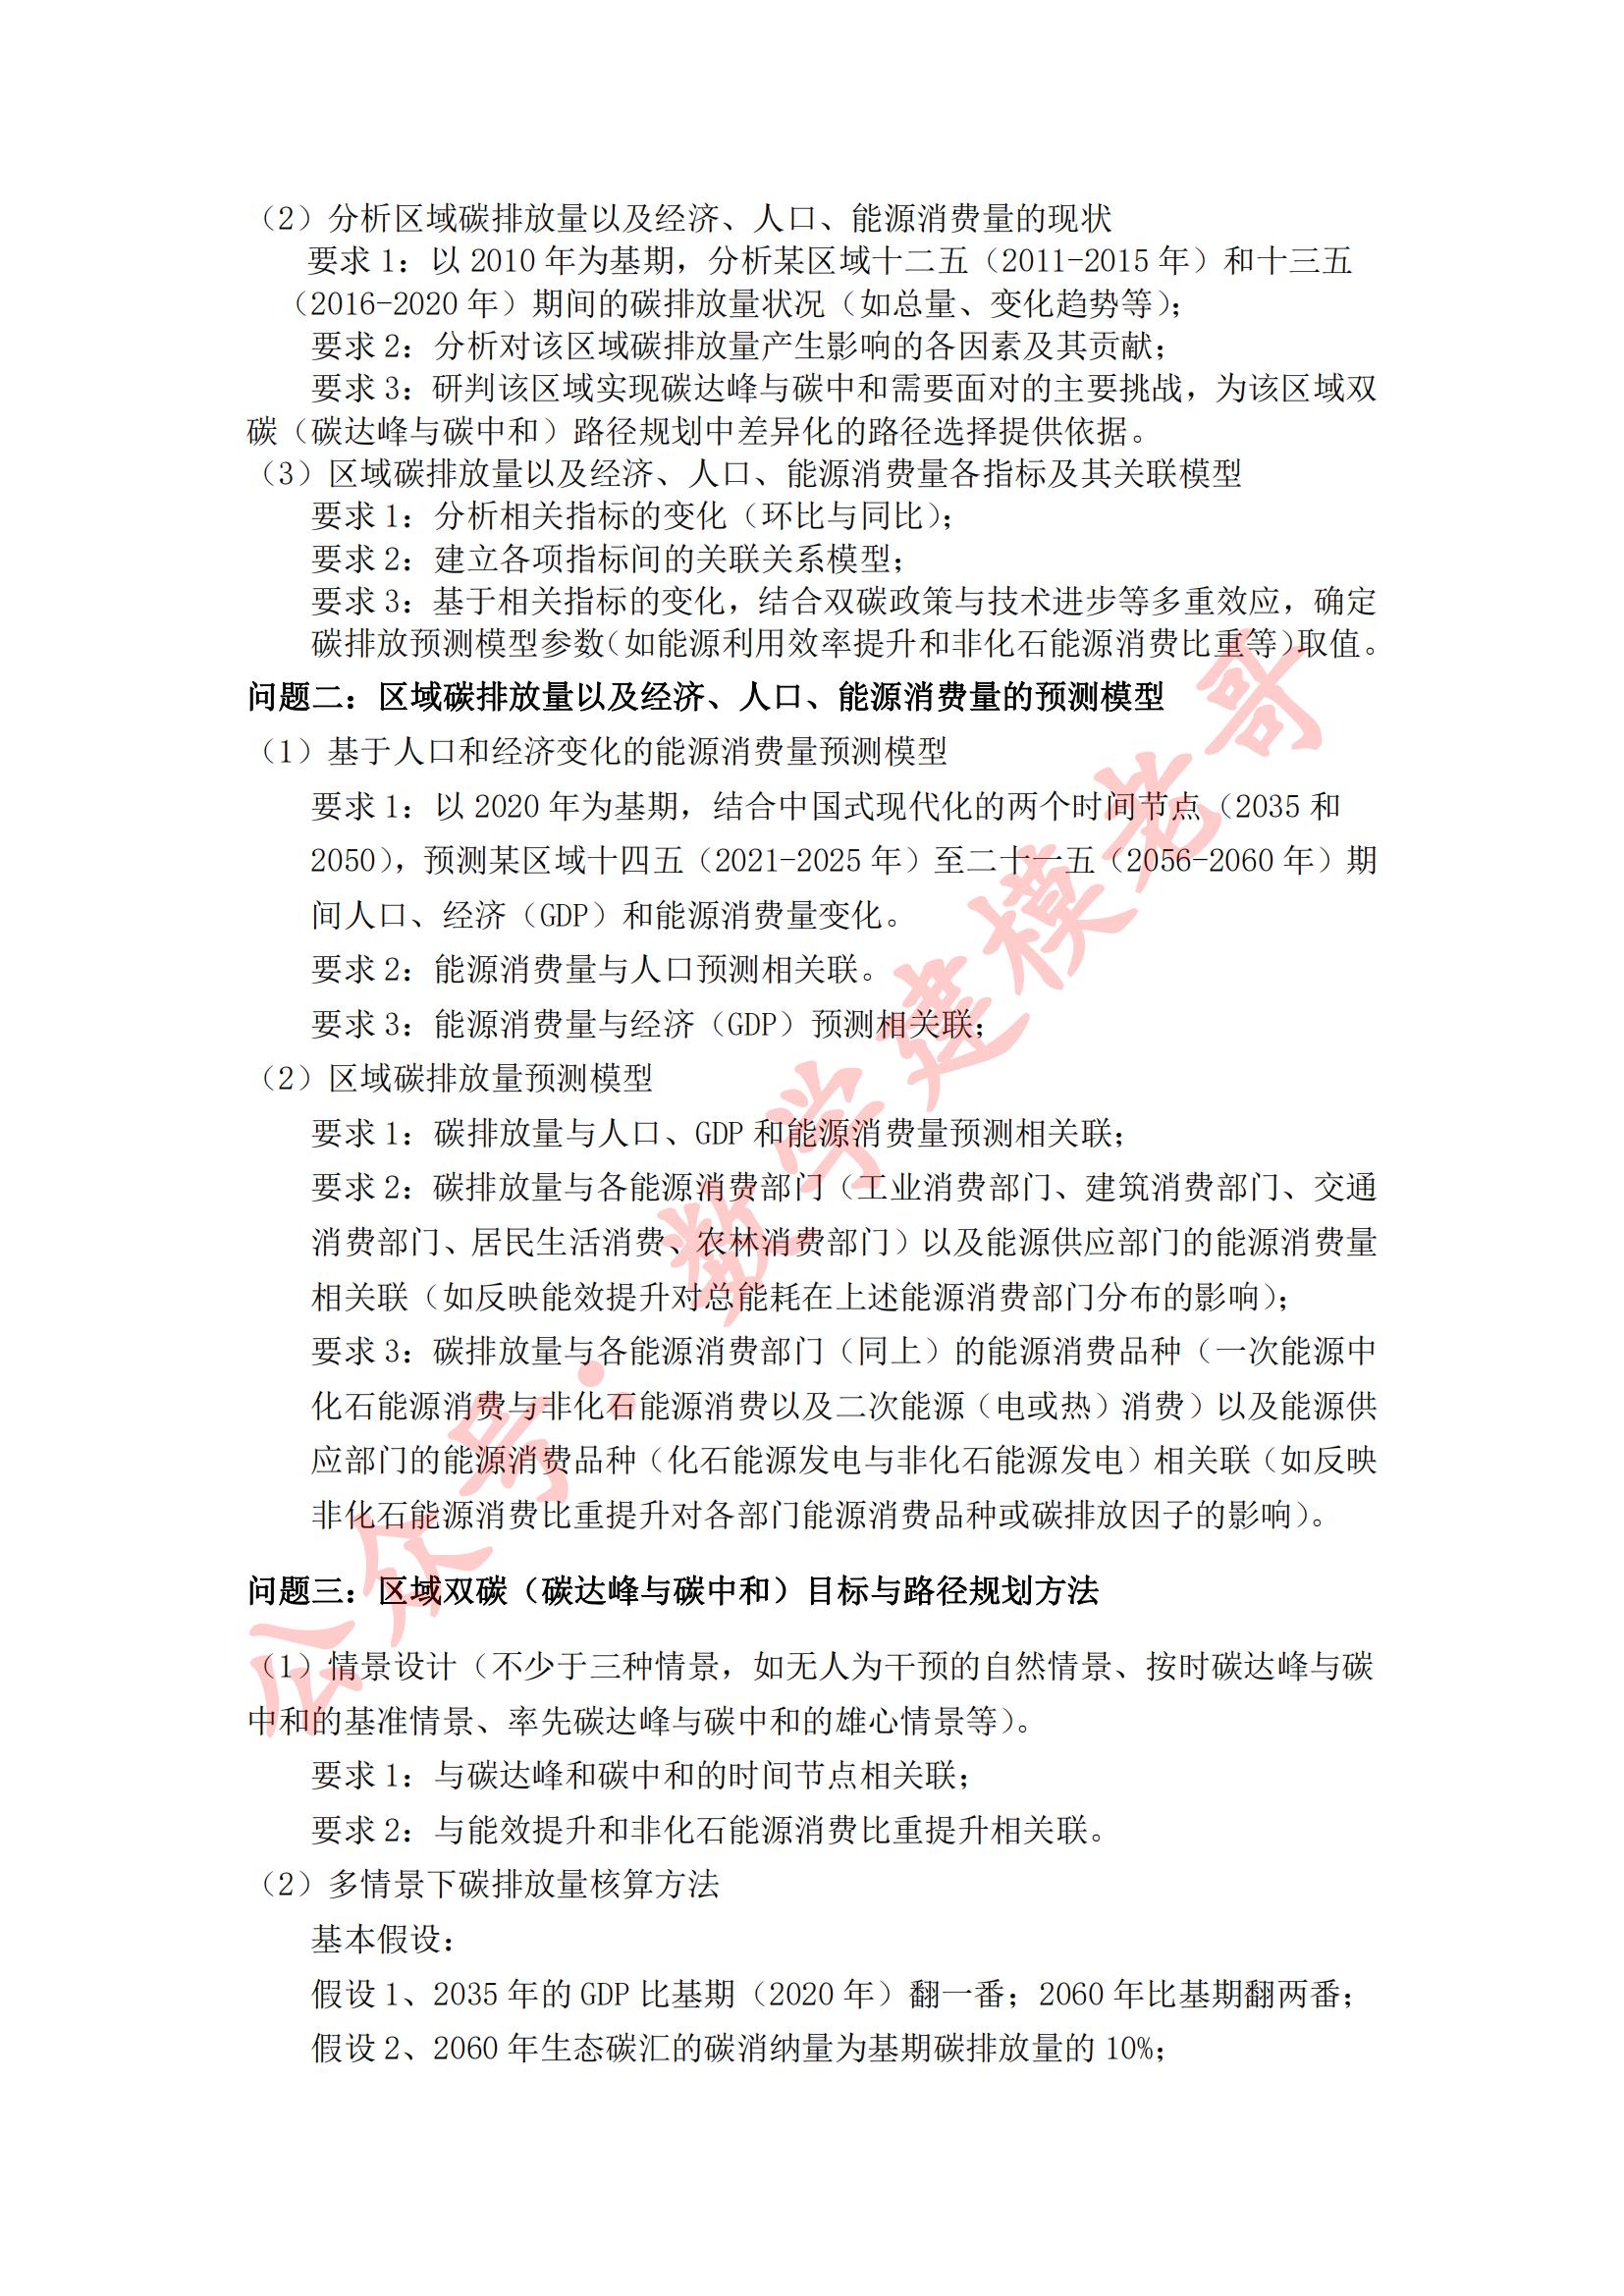 （2）分析区域碳排放量以及经济、人口、能源消费量的现状
要求 1：以 2010 年为基期，分析某区域十二五（2011-2015 年）和十三五
（2016-2020 年）期间的碳排放量状况（如总量、变化趋势等）；
要求 2：分析对该区域碳排放量产生影响的各因素及其贡献；
要求 3：研判该区域实现碳达峰与碳中和需要面对的主要挑战，为该区域双
碳（碳达峰与碳中和）路径规划中差异化的路径选择提供依据。
（3）区域碳排放量以及经济、人口、能源消费量各指标及其关联模型
要求 1：分析相关指标的变化（环比与同比）；
要求 2：建立各项指标间的关联关系模型；
要求 3：基于相关指标的变化，结合双碳政策与技术进步等多重效应，确定
碳排放预测模型参数（如能源利用效率提升和非化石能源消费比重等）取值。
问题二：区域碳排放量以及经济、人口、能源消费量的预测模型
（1）基于人口和经济变化的能源消费量预测模型
要求 1：以 2020 年为基期，结合中国式现代化的两个时间节点（2035 和
2050），预测某区域十四五（2021-2025 年）至二十一五（2056-2060 年）期
间人口、经济（GDP）和能源消费量变化。
要求 2：能源消费量与人口预测相关联。
要求 3：能源消费量与经济（GDP）预测相关联；
（2）区域碳排放量预测模型
要求 1：碳排放量与人口、GDP 和能源消费量预测相关联；
要求 2：碳排放量与各能源消费部门（工业消费部门、建筑消费部门、交通
消费部门、居民生活消费、农林消费部门）以及能源供应部门的能源消费量
相关联（如反映能效提升对总能耗在上述能源消费部门分布的影响）；
要求 3：碳排放量与各能源消费部门（同上）的能源消费品种（一次能源中
化石能源消费与非化石能源消费以及二次能源（电或热）消费）以及能源供
应部门的能源消费品种（化石能源发电与非化石能源发电）相关联（如反映
非化石能源消费比重提升对各部门能源消费品种或碳排放因子的影响）。
问题三：区域双碳（碳达峰与碳中和）目标与路径规划方法
（1）情景设计（不少于三种情景，如无人为干预的自然情景、按时碳达峰与碳
中和的基准情景、率先碳达峰与碳中和的雄心情景等）。
要求 1：与碳达峰和碳中和的时间节点相关联；
要求 2：与能效提升和非化石能源消费比重提升相关联。
（2）多情景下碳排放量核算方法
基本假设：
假设 1、2035 年的 GDP 比基期（2020 年）翻一番；2060 年比基期翻两番；
假设 2、2060 年生态碳汇的碳消纳量为基期碳排放量的 10%；
公众号：数学建模老哥